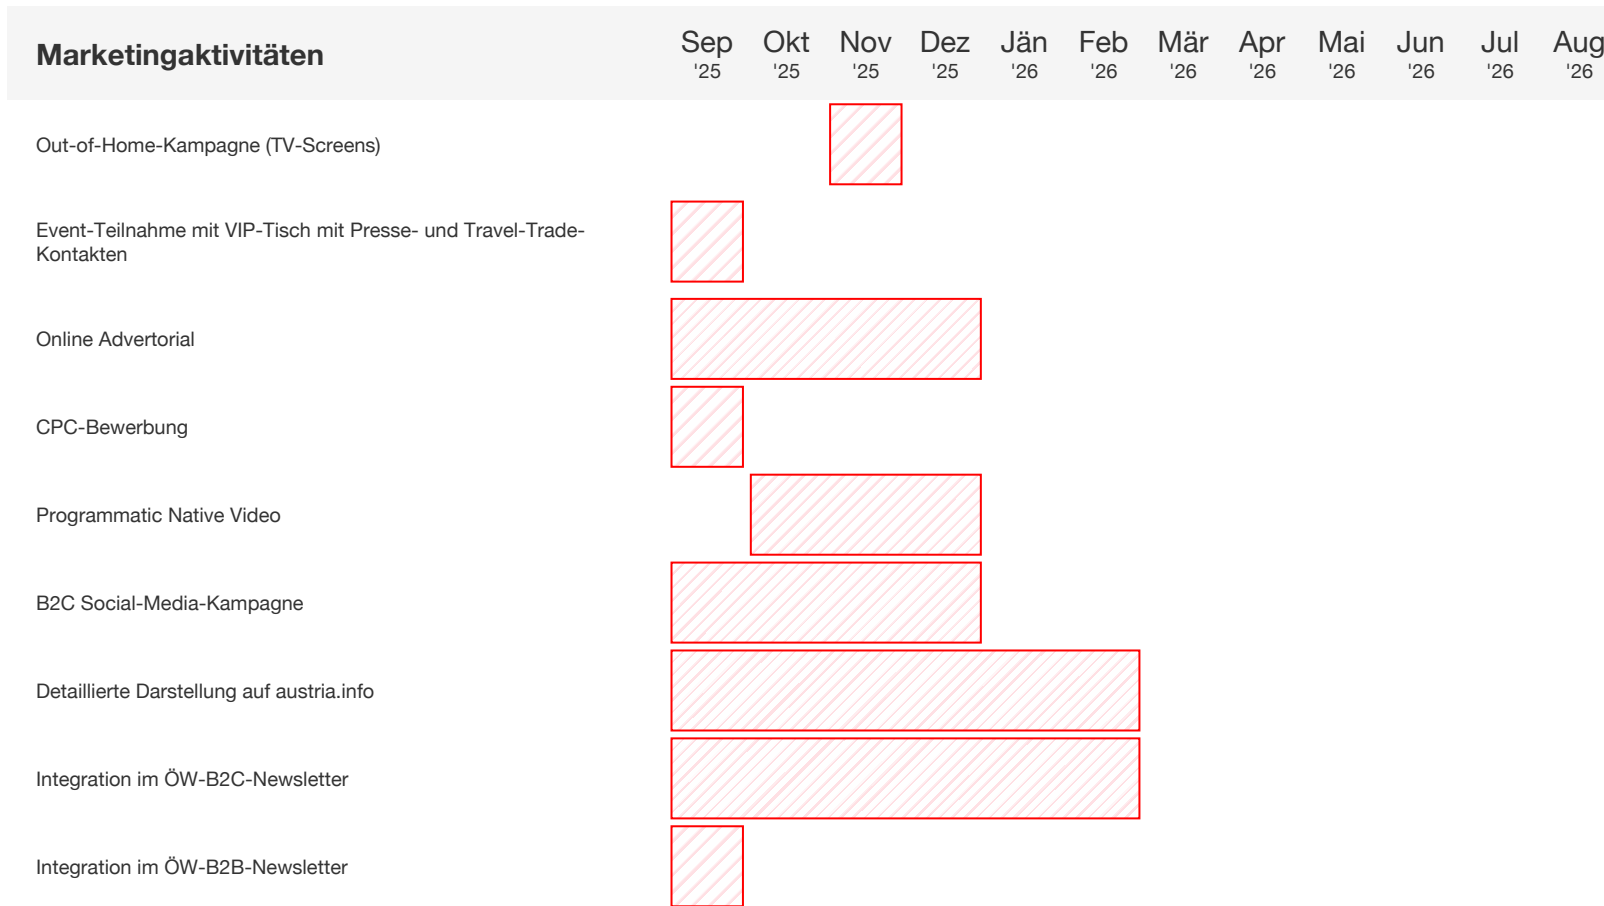 Marketingaktivitäten
Sep Okt Nov Dez Jän Feb Mär Apr Mai Jun Jul Aug
'25 '25 '25 '25 '26 '26 '26 '26 '26 '26 '26 '26
Out-of-Home-Kampagne (TV-Screens)
Event-Teilnahme mit VIP-Tisch mit Presse- und Travel-Trade-
Kontakten
Online Advertorial
CPC-Bewerbung
Programmatic Native Video
B2C Social-Media-Kampagne
Detaillierte Darstellung auf austria.info
Integration im ÖW-B2C-Newsletter
Integration im ÖW-B2B-Newsletter